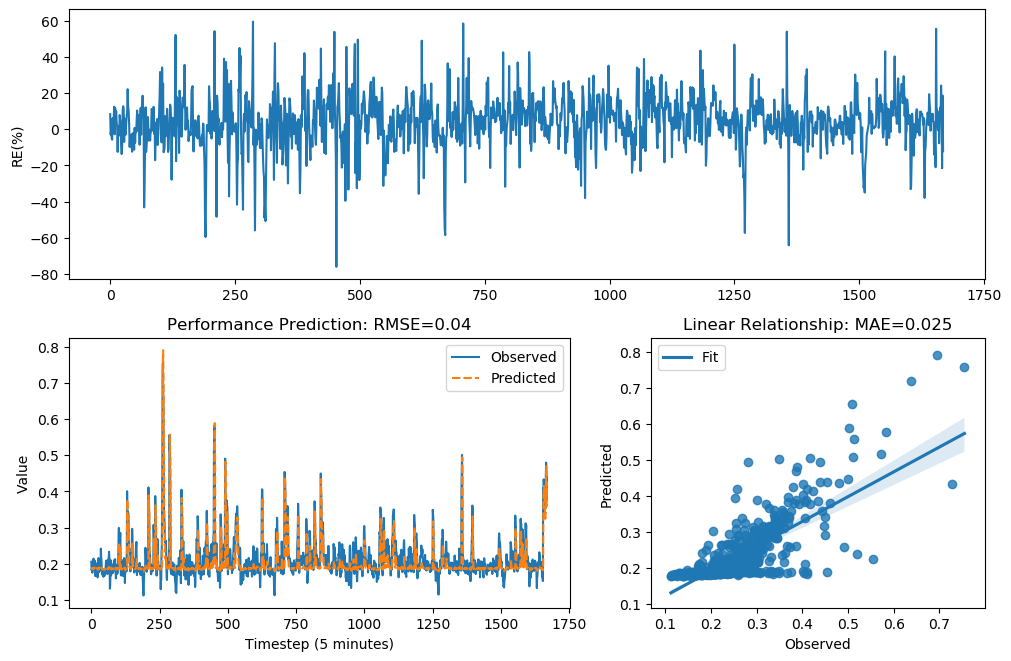 60
40
20
0
−20
−40
−60
−80
RE(%)
0 250 500 750 1000 1250 1500 1750
Performance Prediction: RMSE=0.04
0.8
0.7
0.6
0.5
0.4
0.3
0.2
0.1
Value
Observed
Predicted
0 250 500 750 1000 1250 1500 1750
Timestep (5 minutes)
Linear Relationship: MAE=0.025
0.8
0.7
0.6
0.5
0.4
0.3
0.2
0.1
Predicted
Fit
0.1 0.2 0.3 0.4 0.5 0.6 0.7
Observed